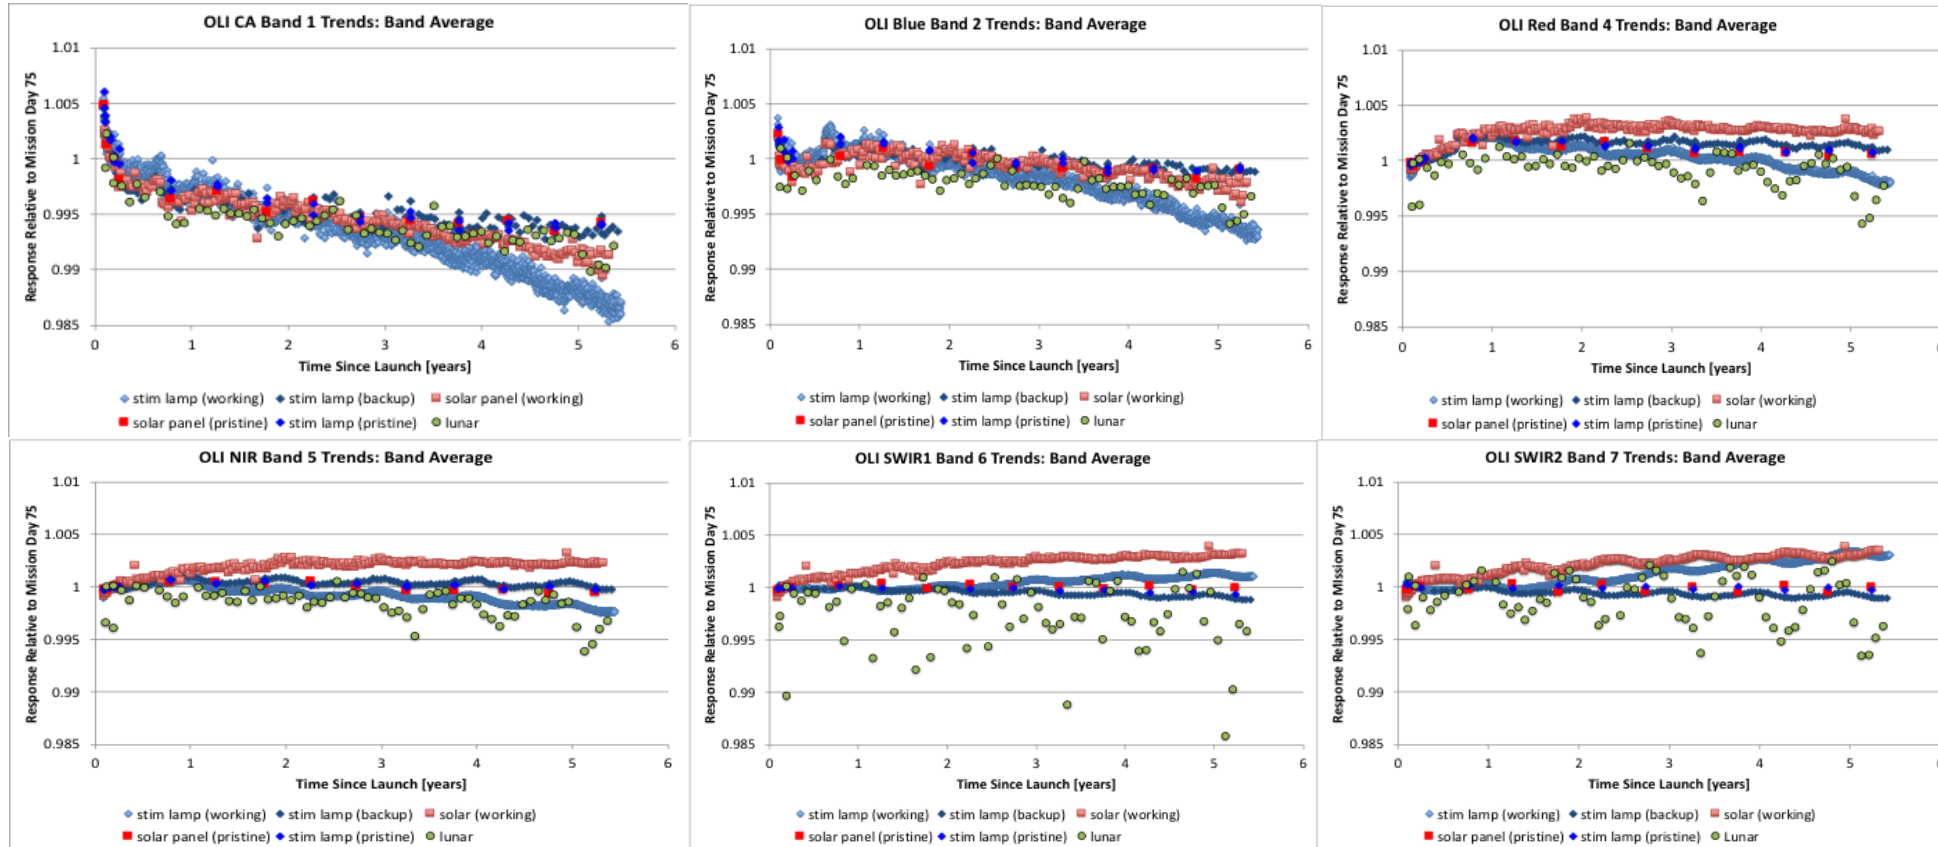 OLI CA Band 1 Trends: Band Average
Response Relative to Mission Day 75
1.01
1.005
1
0.995
0.99
0.985
0 1 2 3 4 5 6
Time Since Launch [years]
stim lamp (working) stim lamp (backup) solar panel (working)
solar panel (pristine) stim lamp (pristine) lunar
OLI Blue Band 2 Trends: Band Average
Response Relative to Mission Day 75
1.01
1.005
1
0.995
0.99
0.985
0 1 2 3 4 5 6
Time Since Launch [years]
stim lamp (working) stim lamp (backup) solar (working)
solar panel (pristine) stim lamp (pristine) lunar
OLI Red Band 4 Trends: Band Average
Response Relative to Mission Day 75
1.01
1.005
1
0.995
0.99
0.985
0 1 2 3 4 5
Time Since Launch [years]
stim lamp (working) stim lamp (backup) solar (working)
solar panel (pristine) stim lamp (pristine) lunar
OLI NIR Band 5 Trends: Band Average
Response Relative to Mission Day 75
1.01
1.005
1
0.995
0.99
0.985
0 1 2 3 4 5 6
Time Since Launch [years]
stim lamp (working) stim lamp (backup) solar (working)
solar panel (pristine) stim lamp (pristine) lunar
OLI SWIR1 Band 6 Trends: Band Average
Response Relative to Mission Day 75
1.01
1.005
1
0.995
0.99
0.985
0 1 2 3 4 5 6
Time Since Launch [years]
stim lamp (working) stim lamp (backup) solar (working)
solar panel (pristine) stim lamp (pristine) lunar
OLI SWIR2 Band 7 Trends: Band Average
Response Relative to Mission Day 75
1.01
1.005
1
0.995
0.99
0.985
0 1 2 3 4 5
Time Since Launch [years]
stim lamp (working) stim lamp (backup) solar (working)
solar panel (pristine) stim lamp (pristine) Lunar